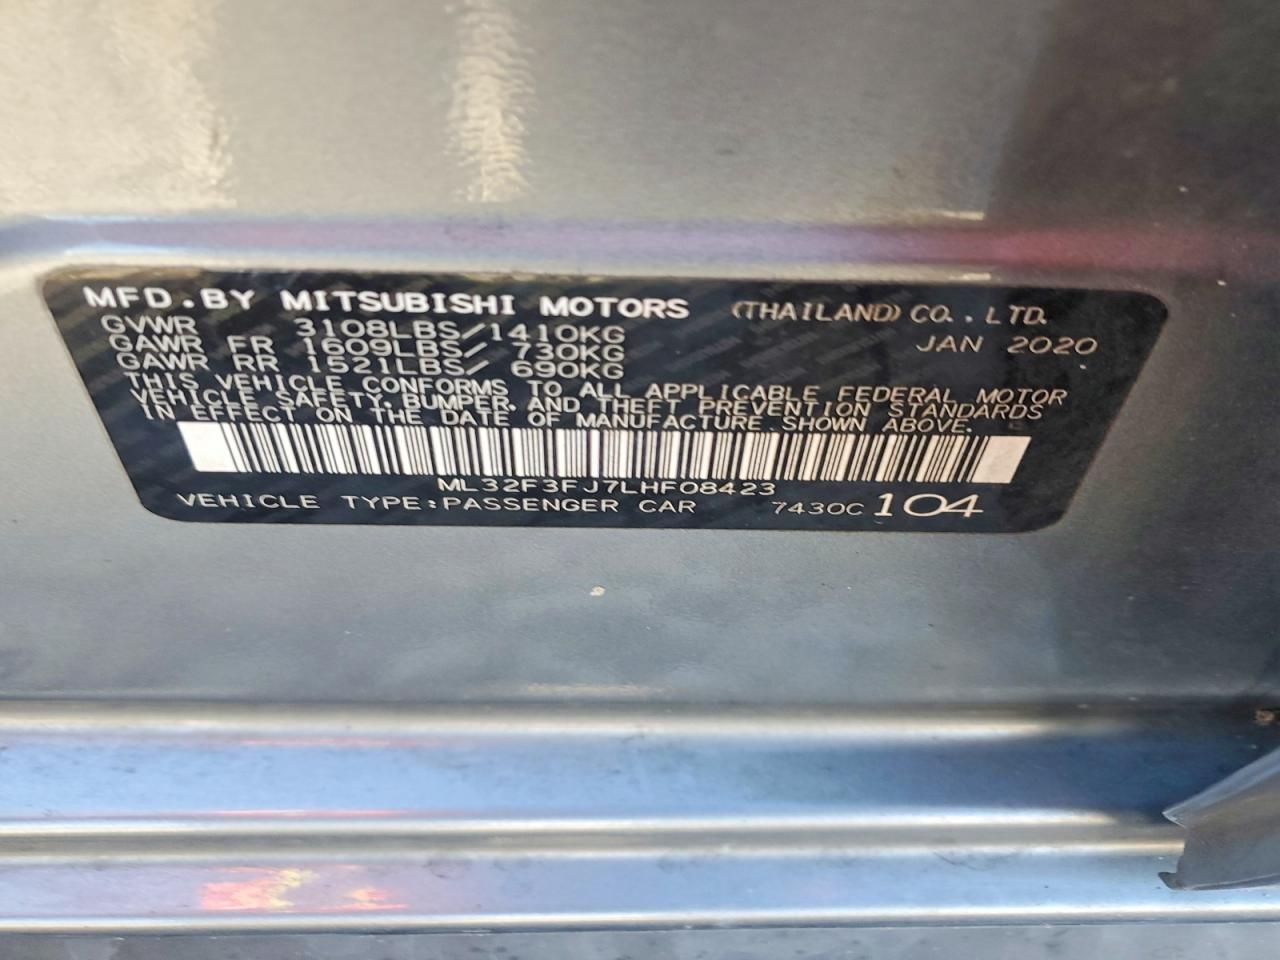 MFD.BY MITSUBISHI MOTORS (THAILAND) CO.,LTD.
GVWR 3108LBS/1410KG JAN 2020
GAWR FR 1609LBS/ 730KG
GAWR RR 1521LBS/ 690KG
THIS VEHICLE CONFORMS TO ALL APPLICABLE FEDERAL MOTOR
VEHICLE SAFETY, BUMPER, AND THEFT PREVENTION STANDARDS
IN EFFECT ON THE DATE OF MANUFACTURE SHOWN ABOVE.
ML32F3FJ7LHF08423
VEHICLE TYPE:PASSENGER CAR 7430C 104